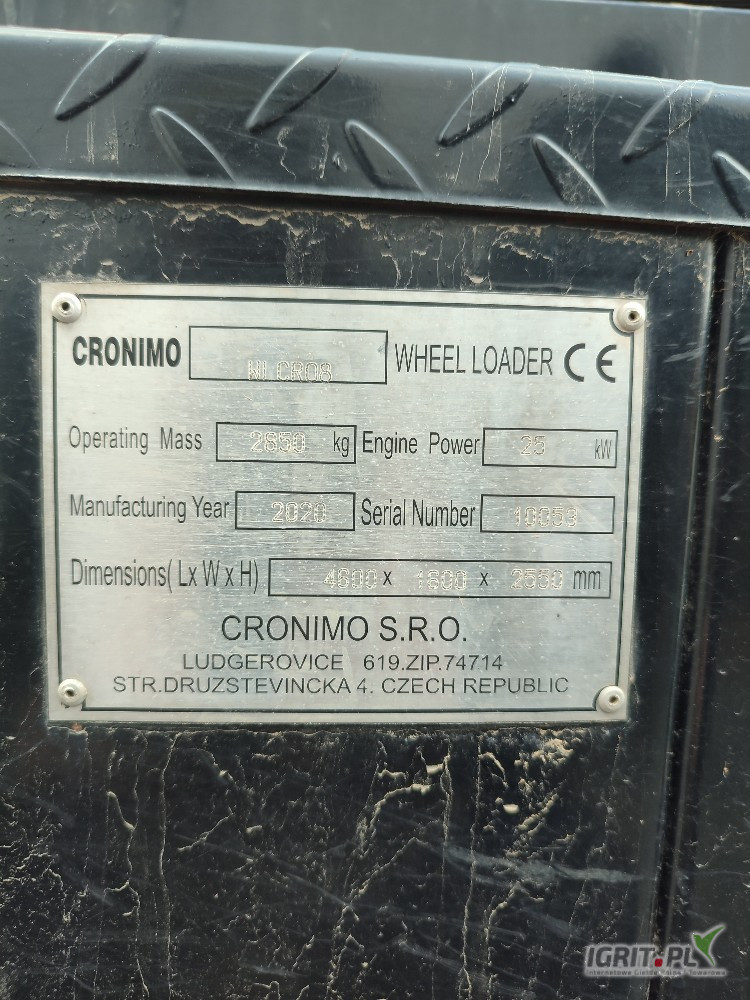 CRONIMO WLCR08 WHEEL LOADER CE
Operating Mass 2850 kg Engine Power 25 kW
Manufacturing Year 2020 Serial Number 10053
Dimensions( L x W x H) 4600 x 1600 x 2550 mm
CRONIMO S.R.O.
LUDGEROVICE 619.ZIP.74714
STR.DRUZSTEVINCKA 4. CZECH REPUBLIC
IGRIT.PL